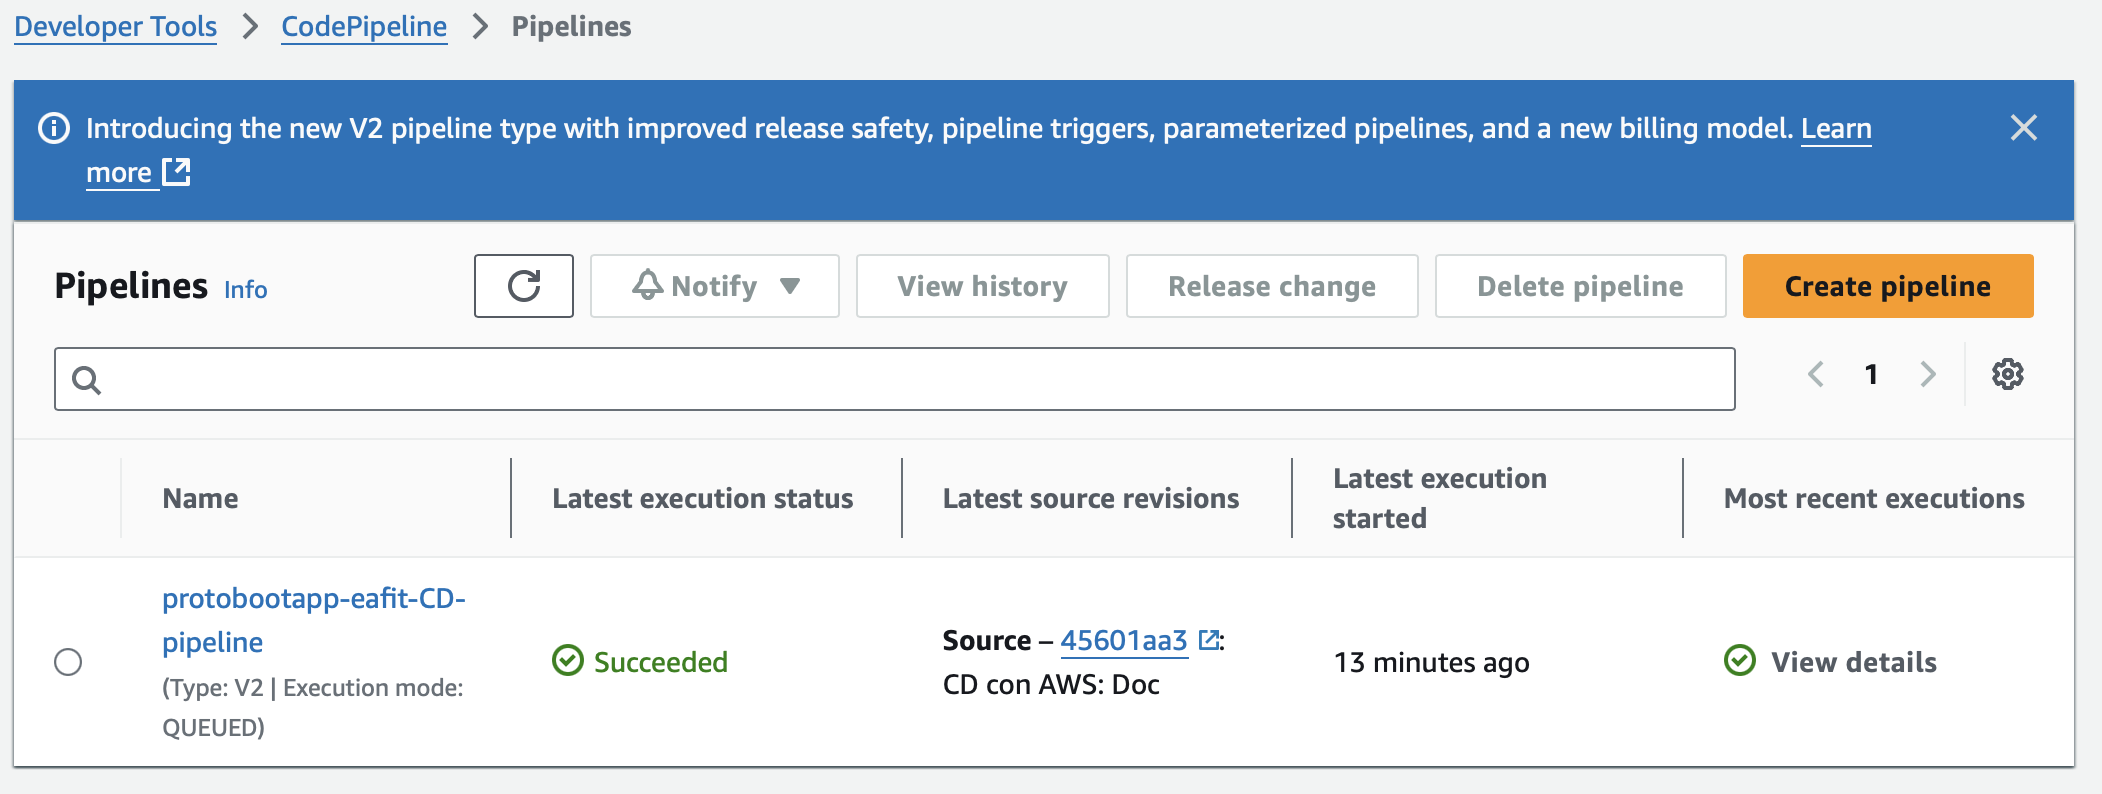 Developer Tools > CodePipeline > Pipelines
Introducing the new V2 pipeline type with improved release safety, pipeline triggers, parameterized pipelines, and a new billing model. Learn
more
Pipelines Info
Notify
View history
Release change
Delete pipeline
Create pipeline
1
Name
Latest execution status
Latest source revisions
Latest execution
started
Most recent executions
protobootapp-eafit-CD-
pipeline
(Type: V2 | Execution mode:
QUEUED)
Succeeded
Source – 45601aa3 :
CD con AWS: Doc
13 minutes ago
View details